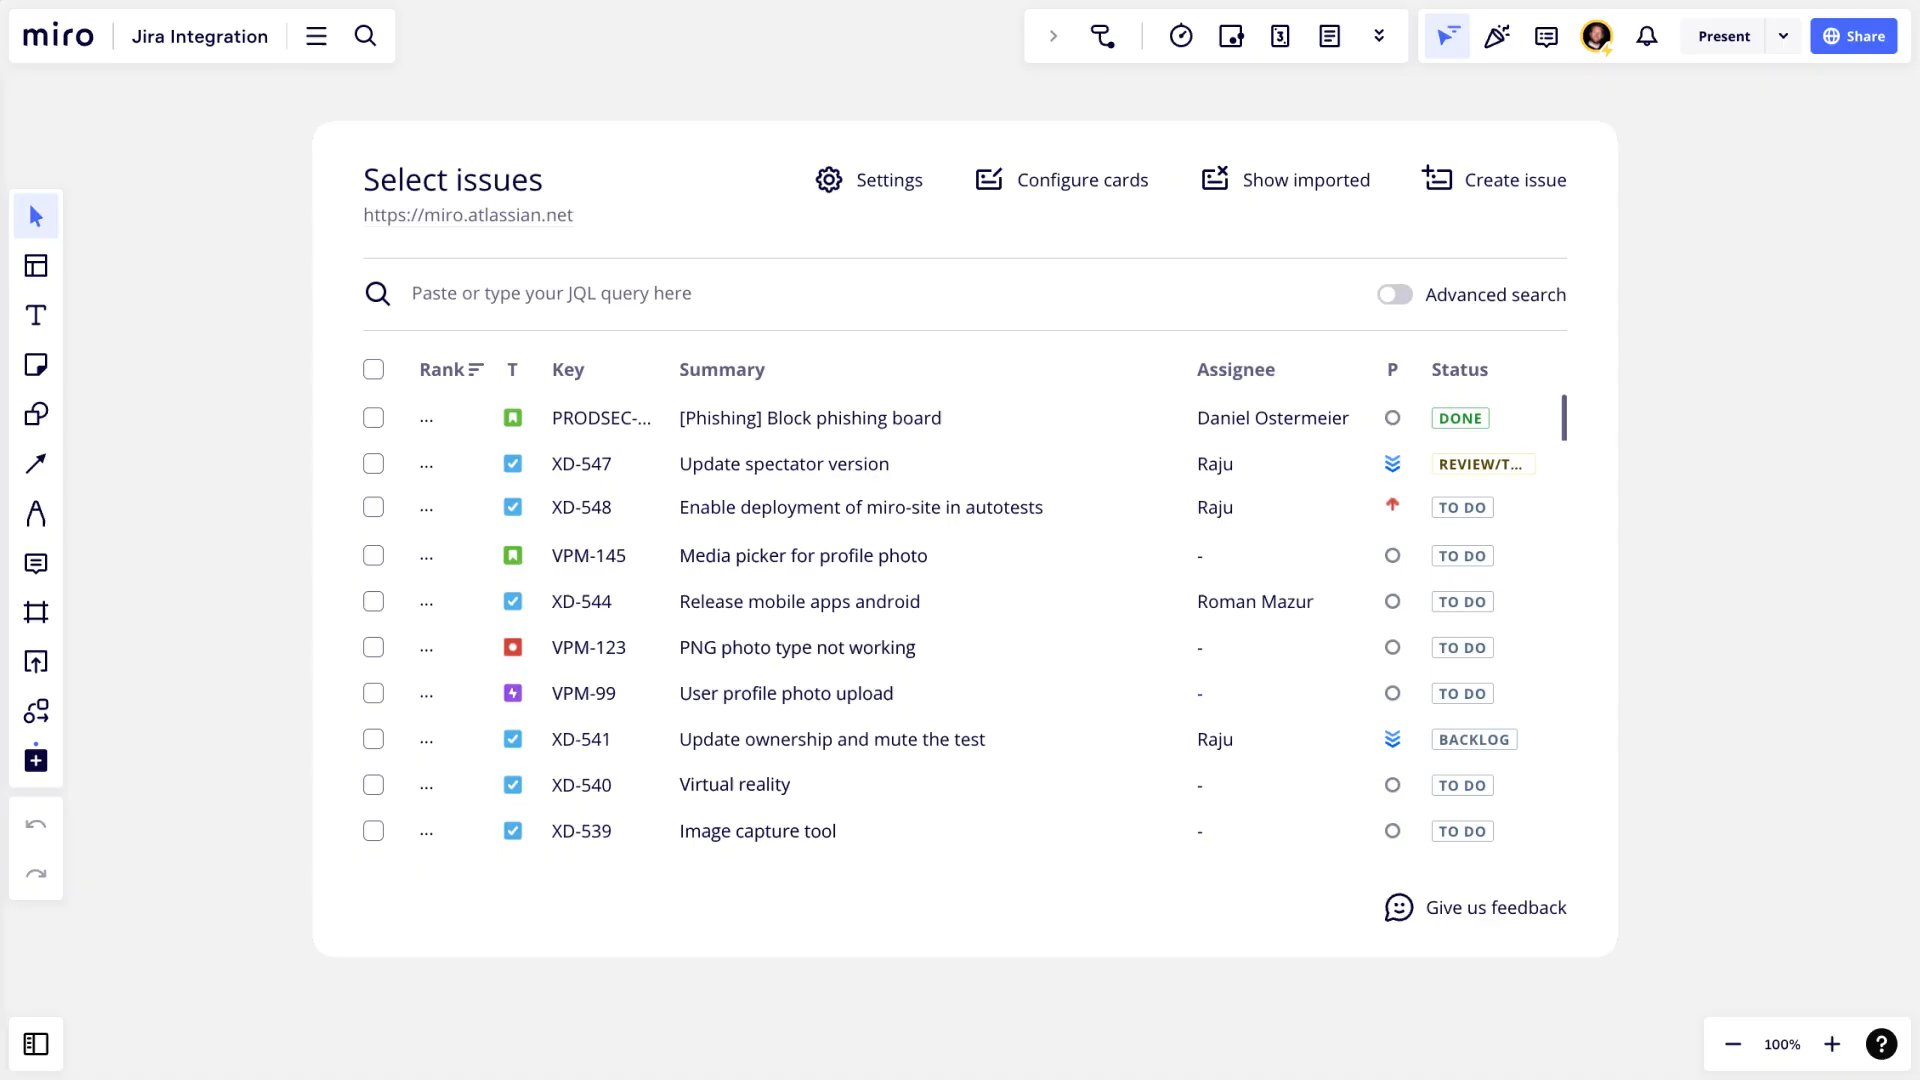 miro
Jira Integration
3
Present
Share
Select issues
https://miro.atlassian.net
Settings
Configure cards
Show imported
Create issue
Paste or type your JQL query here
Advanced search
Rank T Key Summary Assignee P Status
... PRODSEC-... [Phishing] Block phishing board Daniel Ostermeier DONE
... XD-547 Update spectator version Raju REVIEW/T...
... XD-548 Enable deployment of miro-site in autotests Raju TO DO
... VPM-145 Media picker for profile photo - TO DO
... XD-544 Release mobile apps android Roman Mazur TO DO
... VPM-123 PNG photo type not working - TO DO
... VPM-99 User profile photo upload - TO DO
... XD-541 Update ownership and mute the test Raju BACKLOG
... XD-540 Virtual reality - TO DO
... XD-539 Image capture tool - TO DO
Give us feedback
100%
?